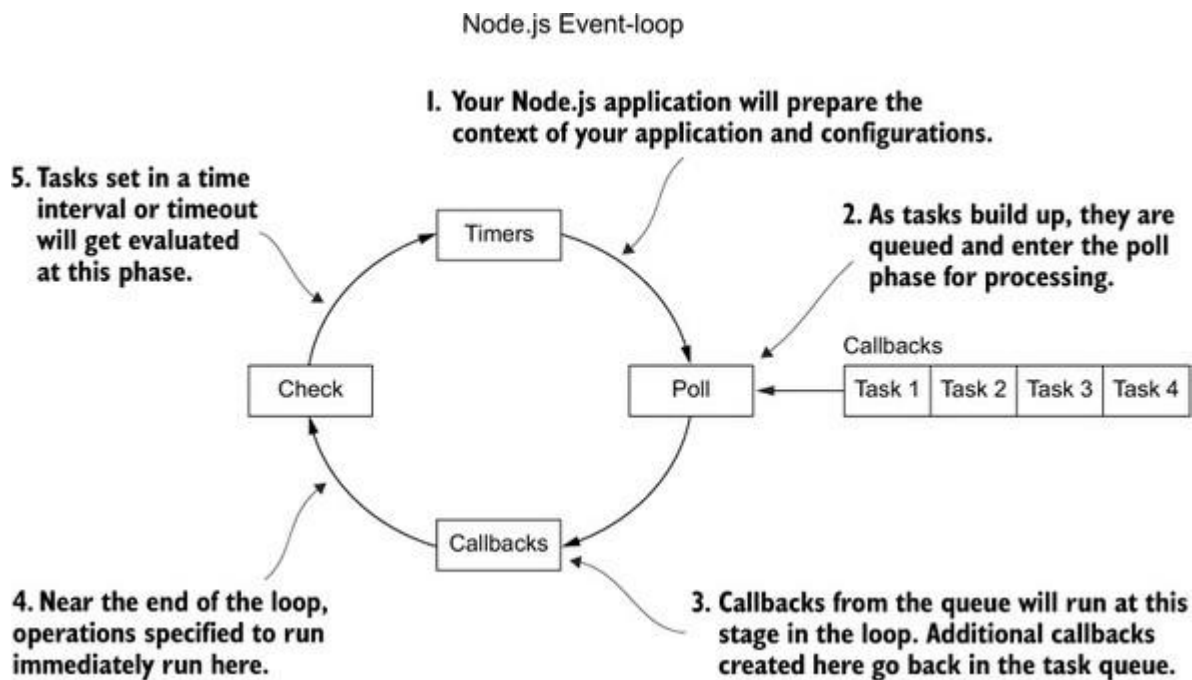 Node.js Event-loop
1. Your Node.js application will prepare the
context of your application and configurations.
5. Tasks set in a time
interval or timeout
will get evaluated
at this phase.
Timers
2. As tasks build up, they are
queued and enter the poll
phase for processing.
Callbacks
Check
Poll
Task 1 Task 2 Task 3 Task 4
Callbacks
4. Near the end of the loop,
operations specified to run
immediately run here.
3. Callbacks from the queue will run at this
stage in the loop. Additional callbacks
created here go back in the task queue.